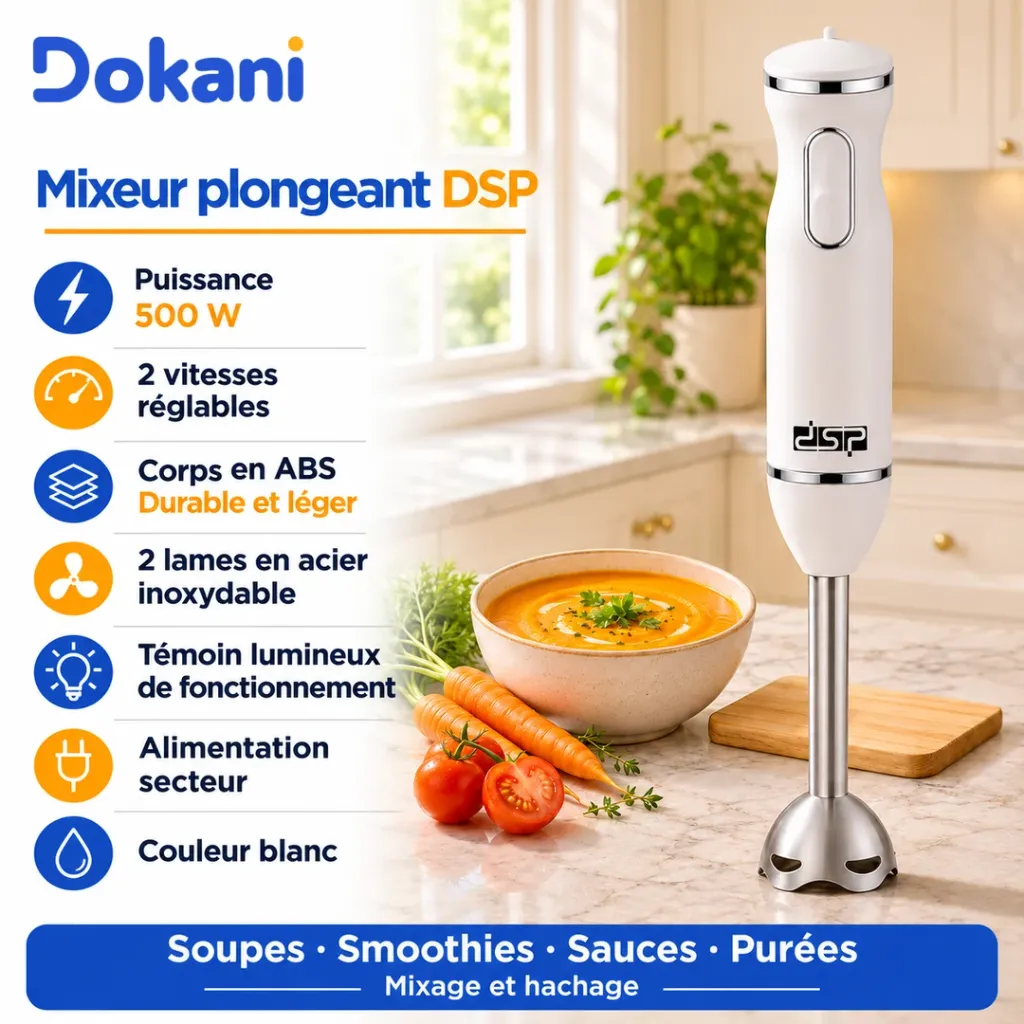 Dokani
Mixeur plongeant DSP
Puissance
500 W
2 vitesses
réglables
Corps en ABS
Durable et léger
2 lames en acier
inoxydable
Témoin lumineux
de fonctionnement
Alimentation
secteur
Couleur blanc
dsp
Soupes · Smoothies · Sauces · Purées
Mixage et hachage